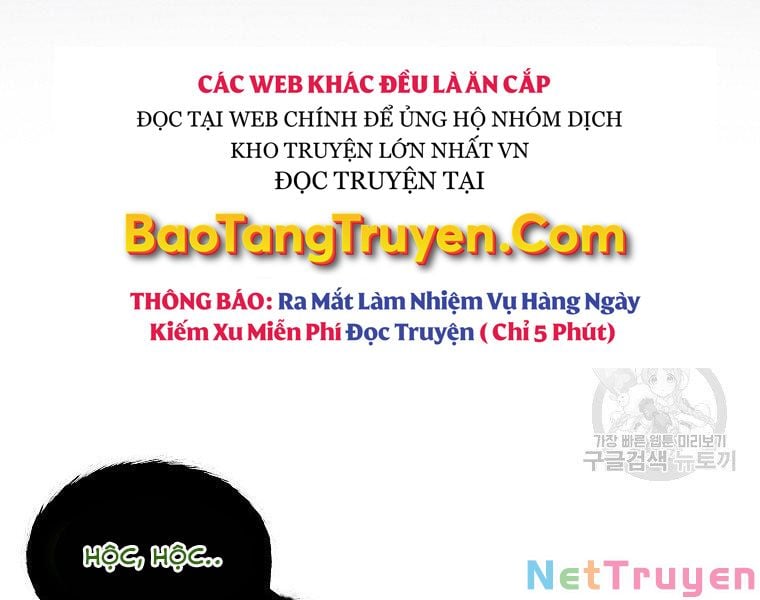 CÁC WEB KHÁC ĐỀU LÀ ĂN CẮP
ĐỌC TẠI WEB CHÍNH ĐỂ ỦNG HỘ NHÓM DỊCH
KHO TRUYỆN LỚN NHẤT VN
ĐỌC TRUYỆN TẠI
BaoTangTruyen.Com
THÔNG BÁO: Ra Mắt Làm Nhiệm Vụ Hàng Ngày
Kiếm Xu Miễn Phí Đọc Truyện ( Chỉ 5 Phút)
가장 빠른 웹툰 미리보기
구글검색 뉴토끼
HỘC, HỘC..
NetTruyen